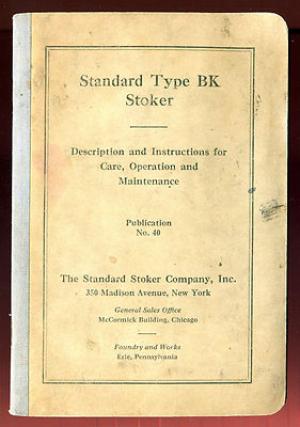 Standard Type BK
Stoker
Description and Instructions for
Care, Operation and
Maintenance
Publication
No. 40
The Standard Stoker Company, Inc.
350 Madison Avenue, New York
General Sales Office
McCormick Building, Chicago
Foundry and Works
Erie, Pennsylvania